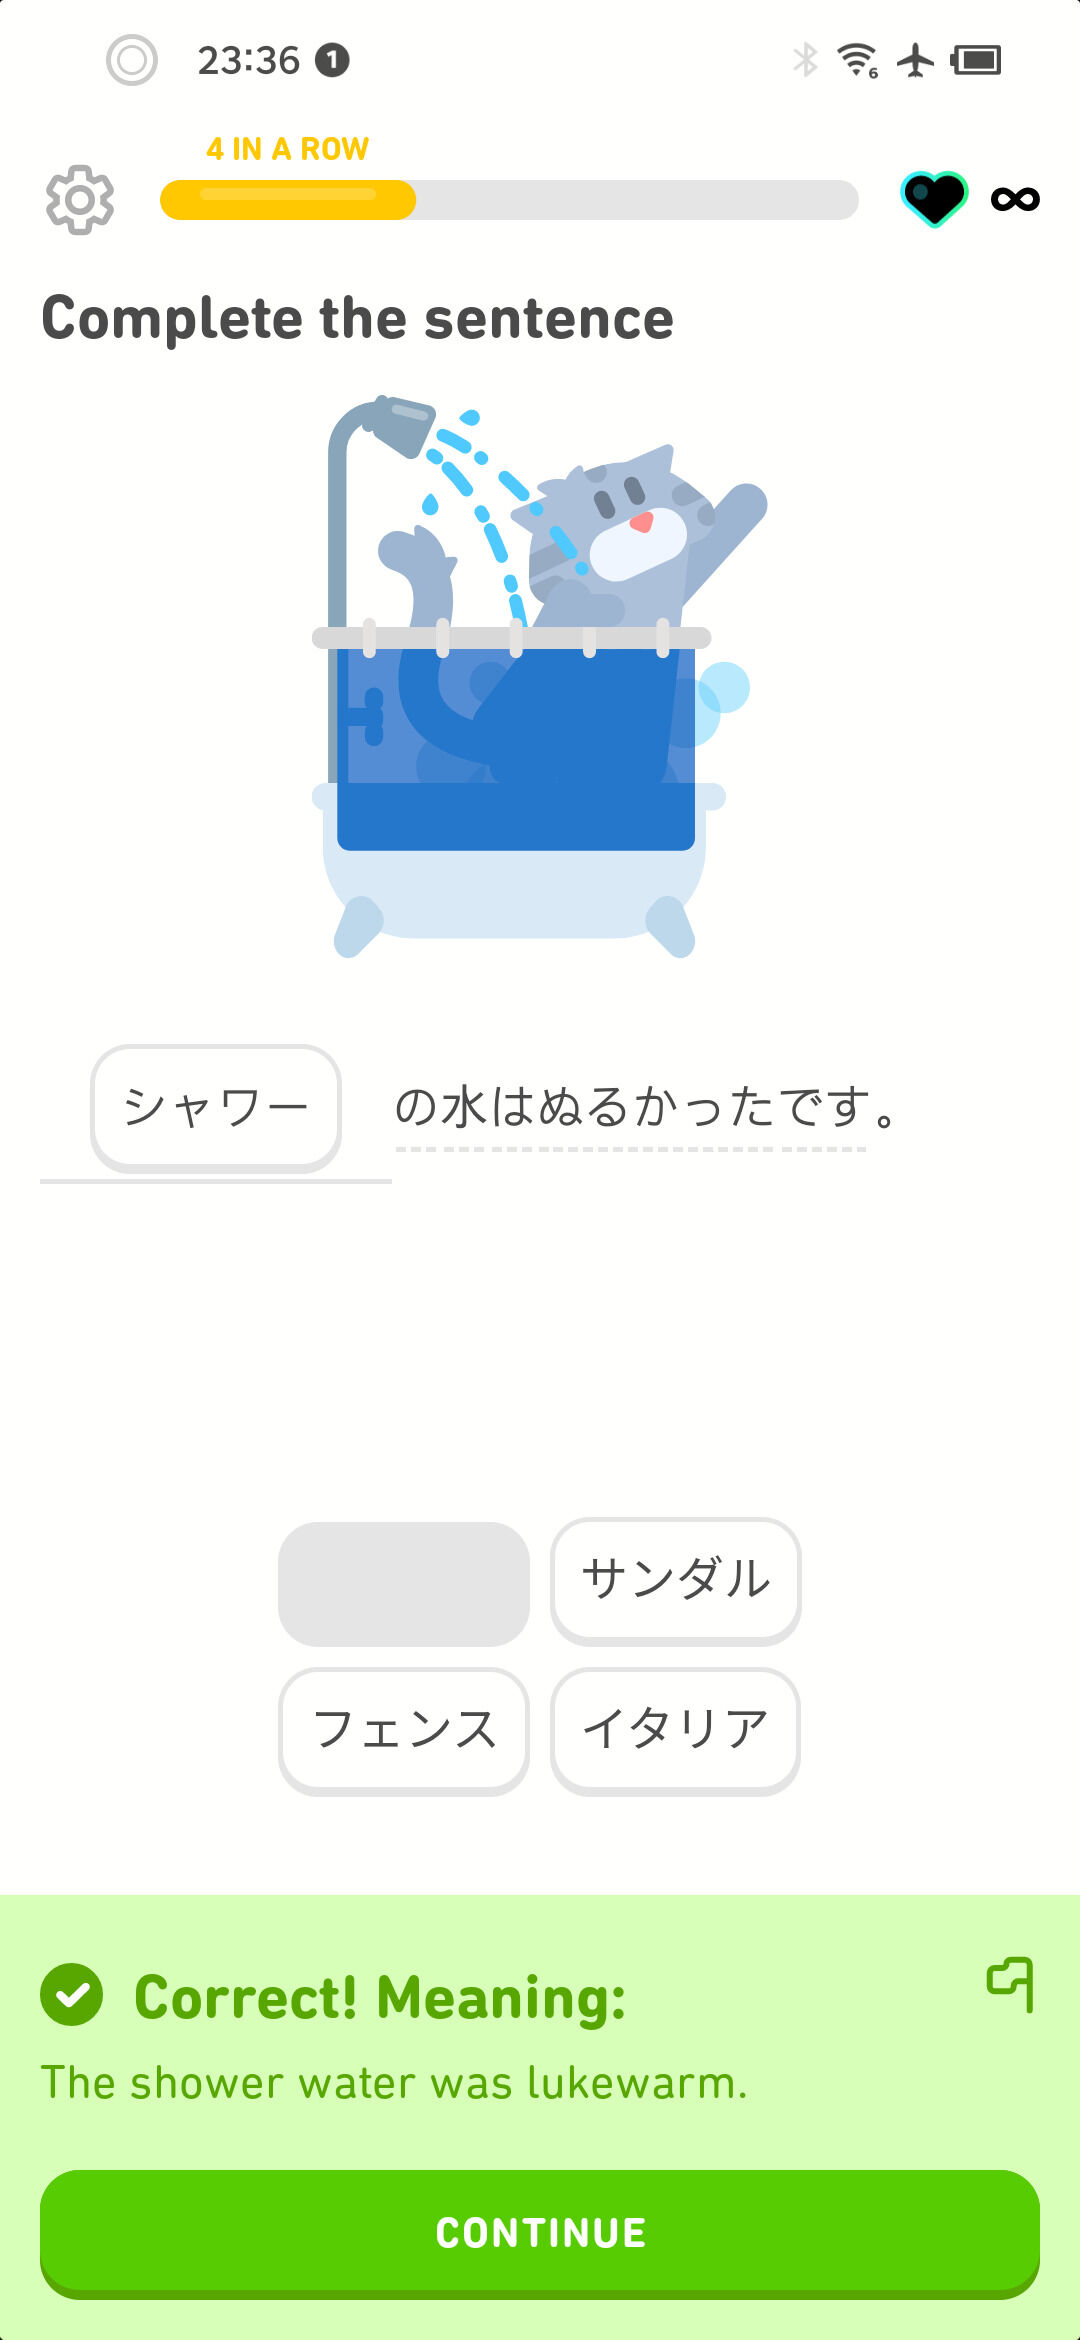 23:36 1
6
4 IN A ROW
Complete the sentence
シャワー の水はぬるかったです。
サンダル
フェンス イタリア
Correct! Meaning:
The shower water was lukewarm.
CONTINUE